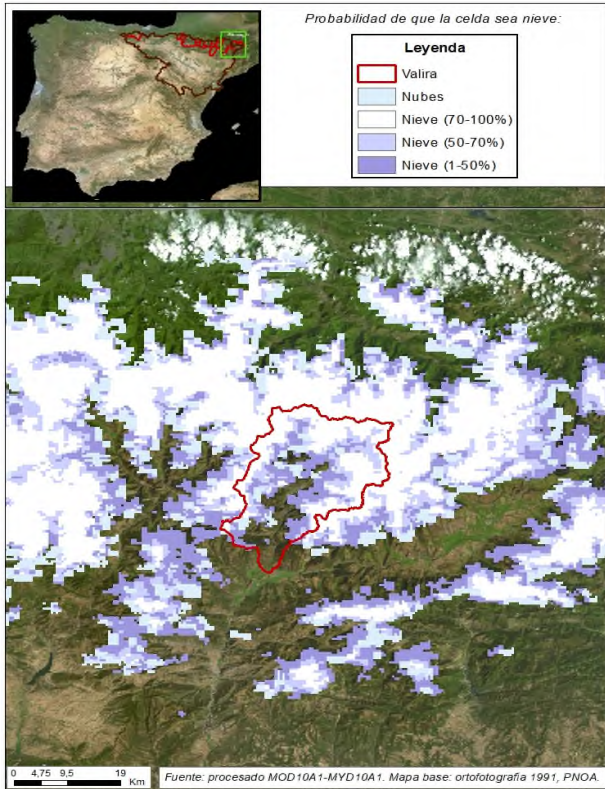 Probabilidad de que la celda sea nieve:
Leyenda
Valira
Nubes
Nieve (70-100%)
Nieve (50-70%)
Nieve (1-50%)
0 4,75 9,5 19
Km
Fuente: procesado MOD10A1-MYD10A1. Mapa base: ortofotografía 1991, PNOA.